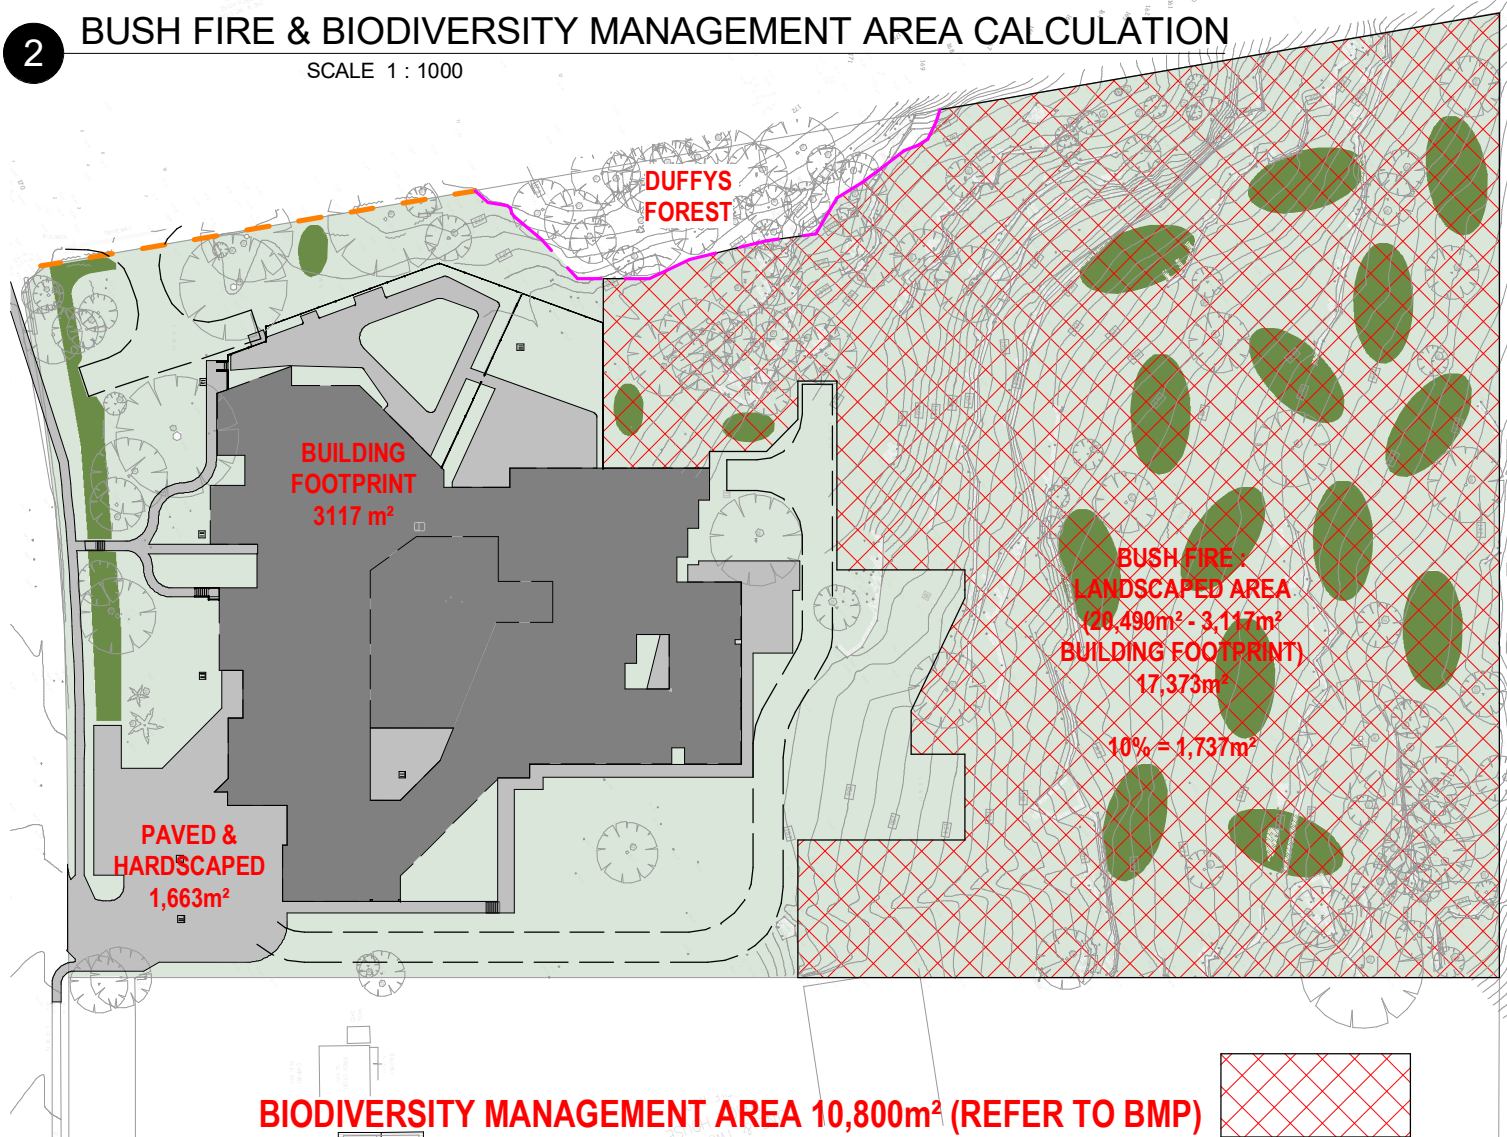 2
BUSH FIRE & BIODIVERSITY MANAGEMENT AREA CALCULATION
SCALE 1 : 1000
DUFFYS
FOREST
BUILDING
FOOTPRINT
3117 m²
BUSH FIRE :
LANDSCAPED AREA
(20,490m² - 3,117m²
BUILDING FOOTPRINT)
17,373m²
10% = 1,737m²
PAVED &
HARDSCAPED
1,663m²
BIODIVERSITY MANAGEMENT AREA 10,800m² (REFER TO BMP)